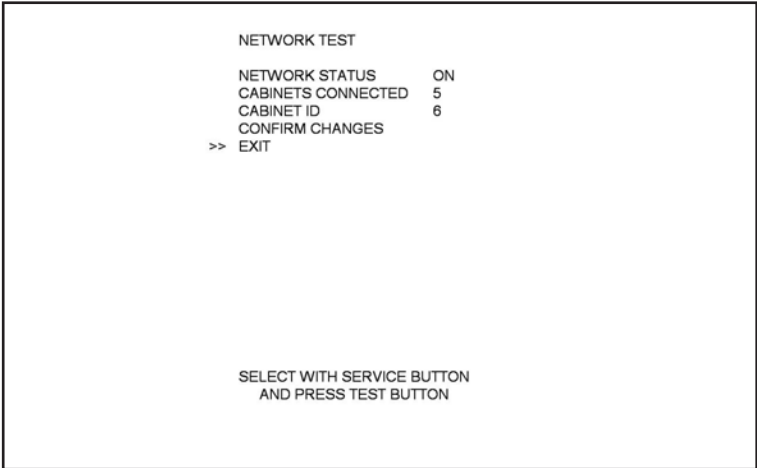 NETWORK TEST
NETWORK STATUS ON
CABINETS CONNECTED 5
CABINET ID 6
CONFIRM CHANGES
>> EXIT
SELECT WITH SERVICE BUTTON
AND PRESS TEST BUTTON